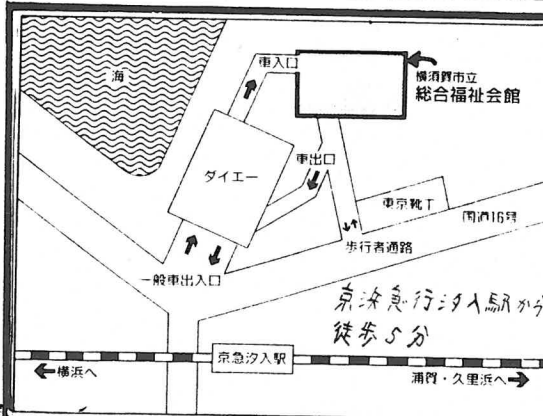 海
車入口
横須賀市立
総合福祉会館
ダイエー
車出口
東京靴T
国道16号
歩行者通路
一般車出入口
京浜急行汐入駅から
徒歩5分
京急汐入駅
横浜へ
浦賀・久里浜へ